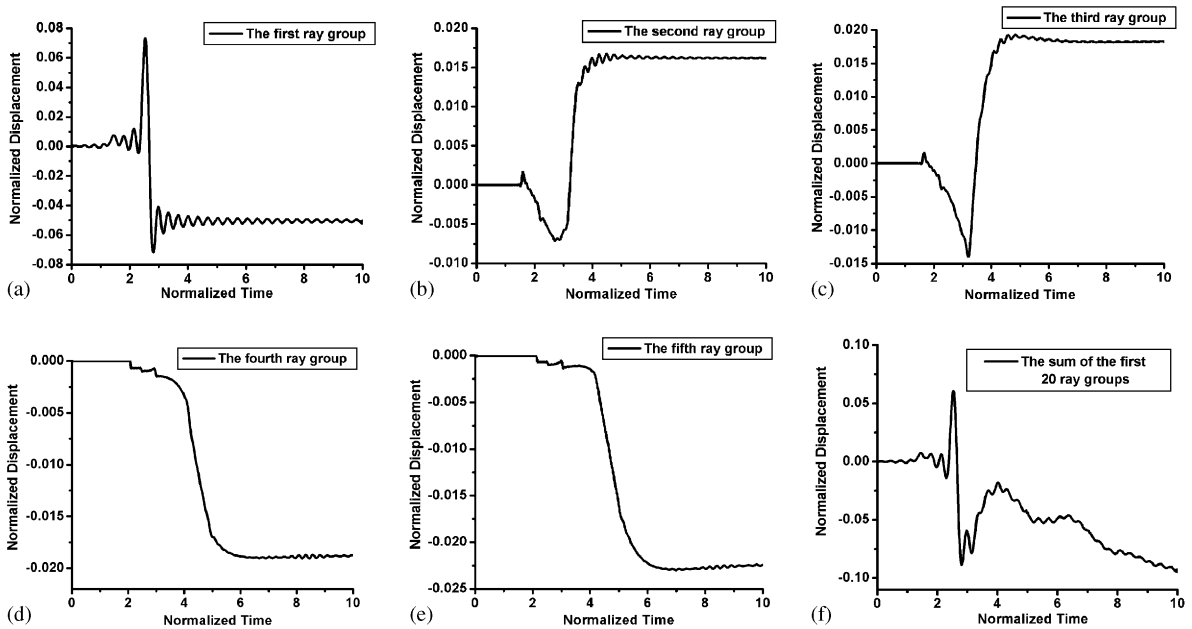 0.08
0.06
0.04
0.02
0.00
-0.02
-0.04
-0.06
-0.08
Normalized Displacement
The first ray group
0 2 4 6 8 10
Normalized Time
(a)
0.020
0.015
0.010
0.005
0.000
-0.005
-0.010
Normalized Displacement
The second ray group
0 2 4 6 8 10
Normalized Time
(b)
0.020
0.015
0.010
0.005
0.000
-0.005
-0.010
-0.015
Normalized Displacement
The third ray group
0 2 4 6 8 10
Normalized Time
(c)
0.000
-0.005
-0.010
-0.015
-0.020
Normalized Displacement
The fourth ray group
0 2 4 6 8 10
Normalized Time
(d)
0.000
-0.005
-0.010
-0.015
-0.020
-0.025
Normalized Displacement
The fifth ray group
0 2 4 6 8 10
Normalized Time
(e)
0.10
0.05
0.00
-0.05
-0.10
Normalized Displacement
The sum of the first
20 ray groups
0 2 4 6 8 10
Normalized Time
(f)